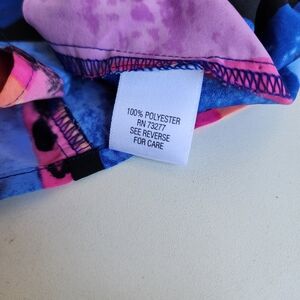 100% POLYESTER
RN 73277
SEE REVERSE
FOR CARE